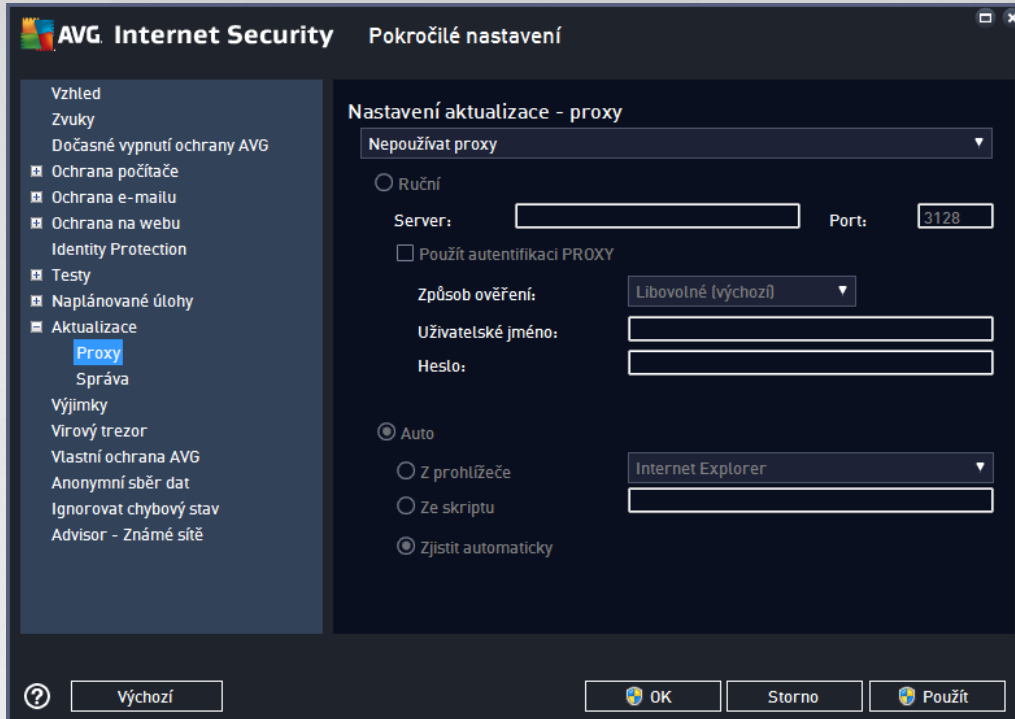 AVG. Internet Security Pokročilé nastavení
Vzhled
Zvuky
Dočasné vypnutí ochrany AVG
Ochrana počítače
Ochrana e-mailu
Ochrana na webu
Identity Protection
Testy
Naplánované úlohy
Aktualizace
Proxy
Správa
Výjimky
Virový trezor
Vlastní ochrana AVG
Anonymní sběr dat
Ignorovat chybový stav
Advisor - Známé sítě
Nastavení aktualizace - proxy
Nepoužívat proxy
Ruční
Server: Port: 3128
Použít autentifikaci PROXY
Způsob ověření: Libovolné (výchozí)
Uživatelské jméno:
Heslo:
Auto
Z prohlížeče Internet Explorer
Ze skriptu
Zjistit automaticky
? Výchozí OK Storno Použít